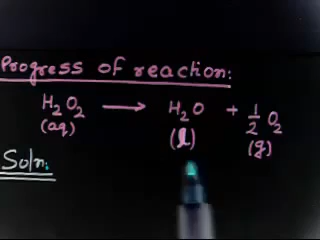 Progress of reaction:
H2O2 → H2O + 1/2 O2
(aq) (l) (g)
Soln.